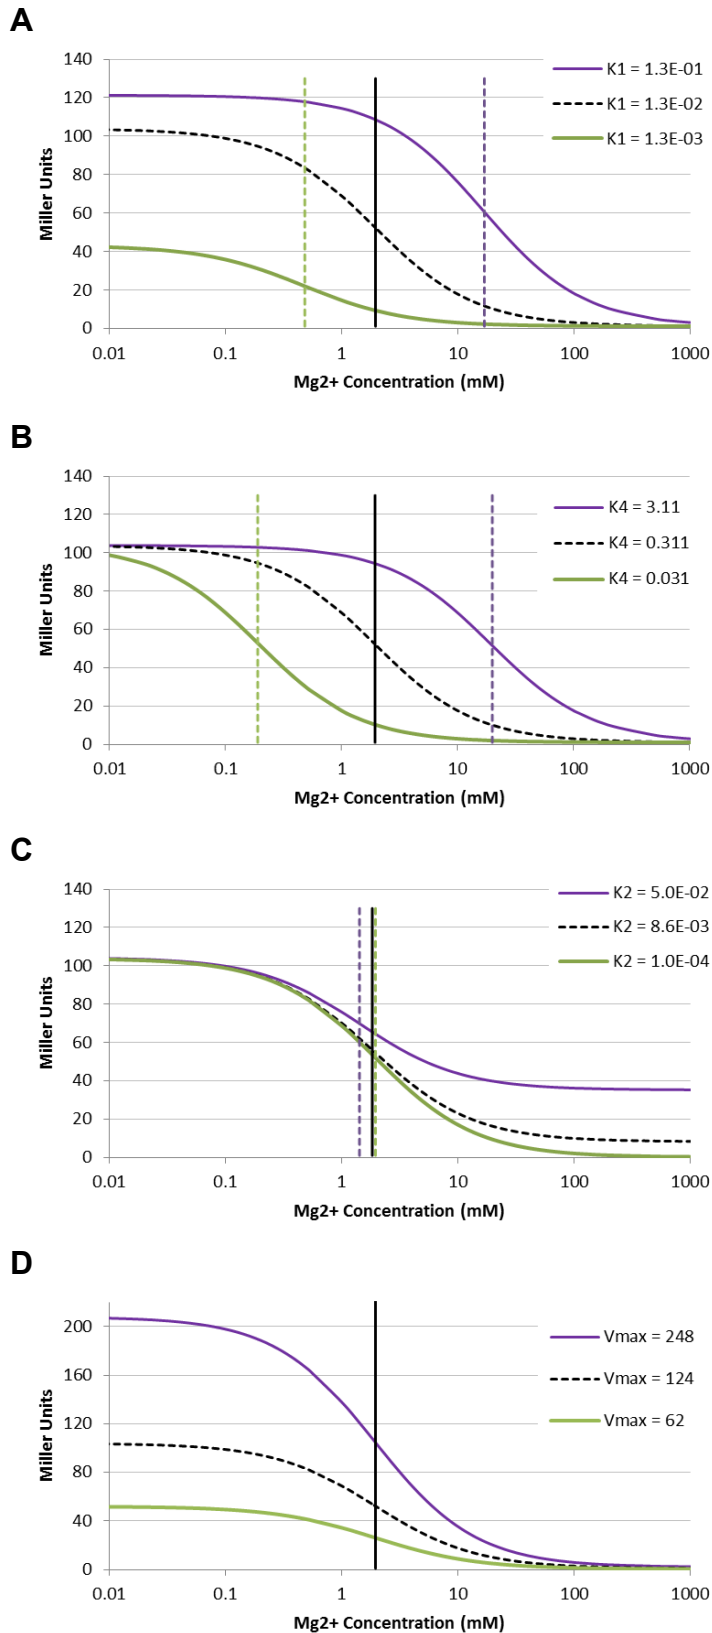 A
140
120
100
80
60
40
20
0
Miller Units
0.01 0.1 1 10 100 1000
Mg2+ Concentration (mM)
K1 = 1.3E-01
K1 = 1.3E-02
K1 = 1.3E-03
B
140
120
100
80
60
40
20
0
Miller Units
0.01 0.1 1 10 100 1000
Mg2+ Concentration (mM)
K4 = 3.11
K4 = 0.311
K4 = 0.031
C
140
120
100
80
60
40
20
0
Miller Units
0.01 0.1 1 10 100 1000
Mg2+ Concentration (mM)
K2 = 5.0E-02
K2 = 8.6E-03
K2 = 1.0E-04
D
200
160
120
80
40
0
Miller Units
0.01 0.1 1 10 100 1000
Mg2+ Concentration (mM)
Vmax = 248
Vmax = 124
Vmax = 62